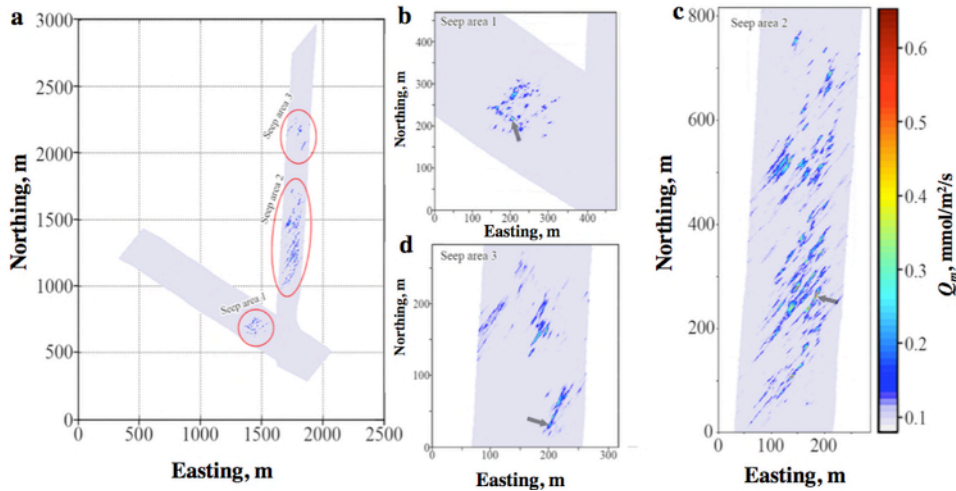 a
3000
2500
2000
1500
1000
500
0
0 500 1000 1500 2000 2500
Northing, m
Easting, m
Seep area 3
Seep area 2
Seep area 1
b
Seep area 1
400
300
200
100
0
0 100 200 300 400
Northing, m
Easting, m
d
Seep area 3
200
100
0
0 100 200 300
Northing, m
Easting, m
c
Seep area 2
800
600
400
200
0
0 100 200
Northing, m
Easting, m
0.6
0.5
0.4
0.3
0.2
0.1
Qm, mmol/m²/s